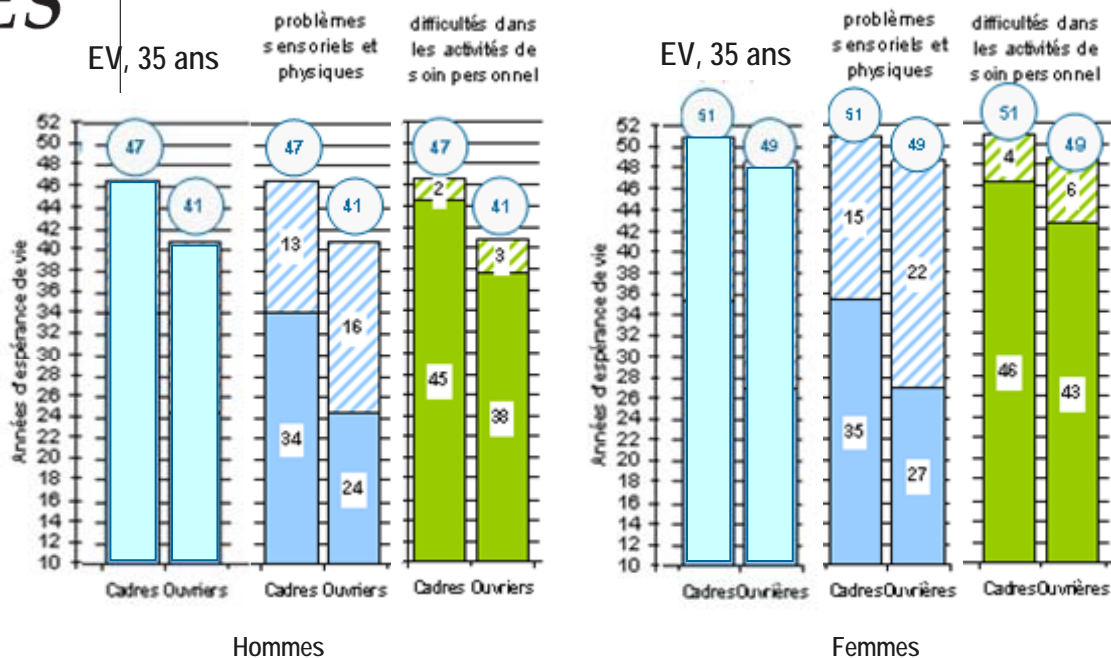 ES
EV, 35 ans
problèmes
sensoriels et
physiques
difficultés dans
les activités de
soin personnel
Années d'espérance de vie
52
50
48
46
44
42
40
38
36
34
32
30
28
26
24
22
20
18
16
14
12
10
47
41
47
13
34
41
16
24
47
2
45
41
3
38
Cadres Ouvriers
Cadres Ouvriers
Cadres Ouvriers
Hommes
EV, 35 ans
problèmes
sensoriels et
physiques
difficultés dans
les activités de
soin personnel
Années d'espérance de vie
52
50
48
46
44
42
40
38
36
34
32
30
28
26
24
22
20
18
16
14
12
10
51
49
51
15
35
49
22
27
51
4
46
49
6
43
Cadres Ouvrières
Cadres Ouvrières
Cadres Ouvrières
Femmes